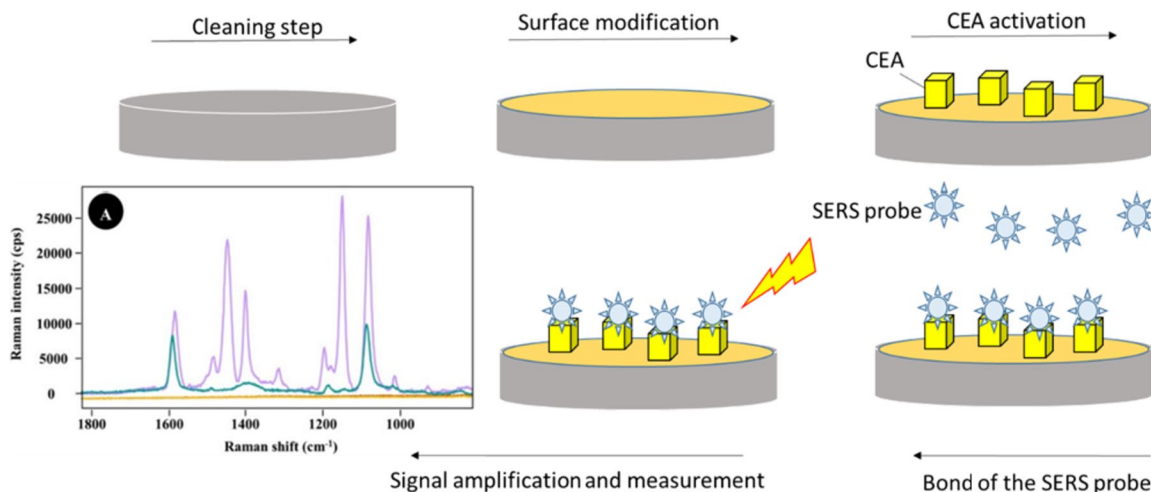 Cleaning step
Surface modification
CEA activation
CEA
SERS probe
A
25000
20000
15000
10000
5000
0
Raman intensity (cps)
1800 1600 1400 1200 1000
Raman shift (cm⁻¹)
Signal amplification and measurement
Bond of the SERS probe